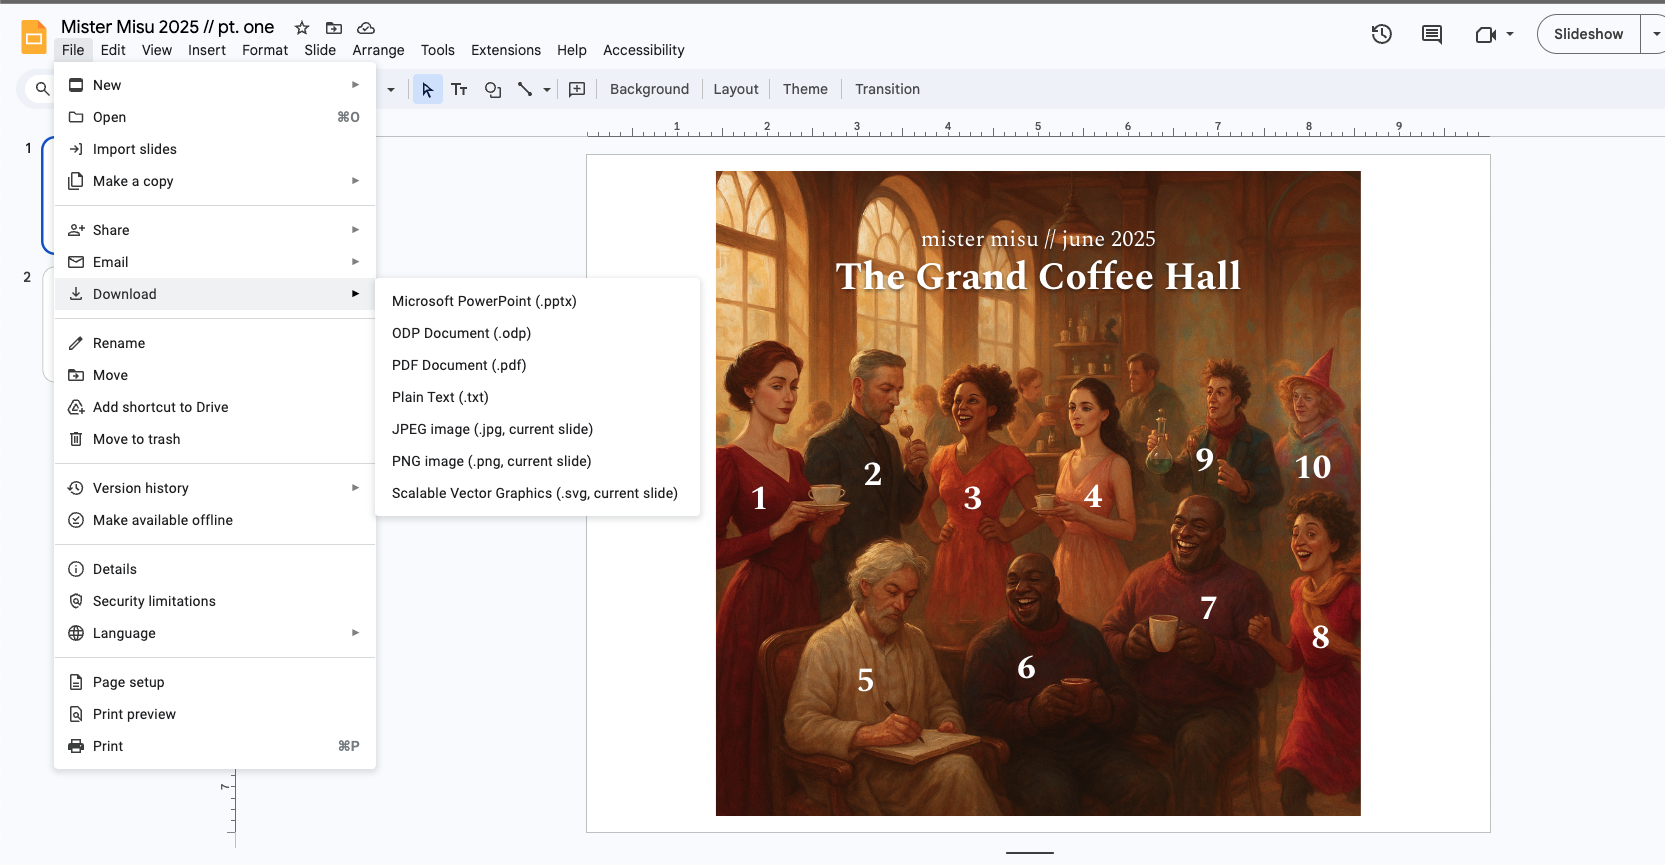 Mister Misu 2025 // pt. one
File Edit View Insert Format Slide Arrange Tools Extensions Help Accessibility
Slideshow
Background Layout Theme Transition
New
Open ⌘O
Import slides
Make a copy
Share
Email
Download
Rename
Move
Add shortcut to Drive
Move to trash
Version history
Make available offline
Details
Security limitations
Language
Page setup
Print preview
Print ⌘P
Microsoft PowerPoint (.pptx)
ODP Document (.odp)
PDF Document (.pdf)
Plain Text (.txt)
JPEG image (.jpg, current slide)
PNG image (.png, current slide)
Scalable Vector Graphics (.svg, current slide)
1
2
1 2 3 4 5 6 7 8 9
7
mister misu // june 2025
The Grand Coffee Hall
1 2 3 4 9 10
5 6 7 8